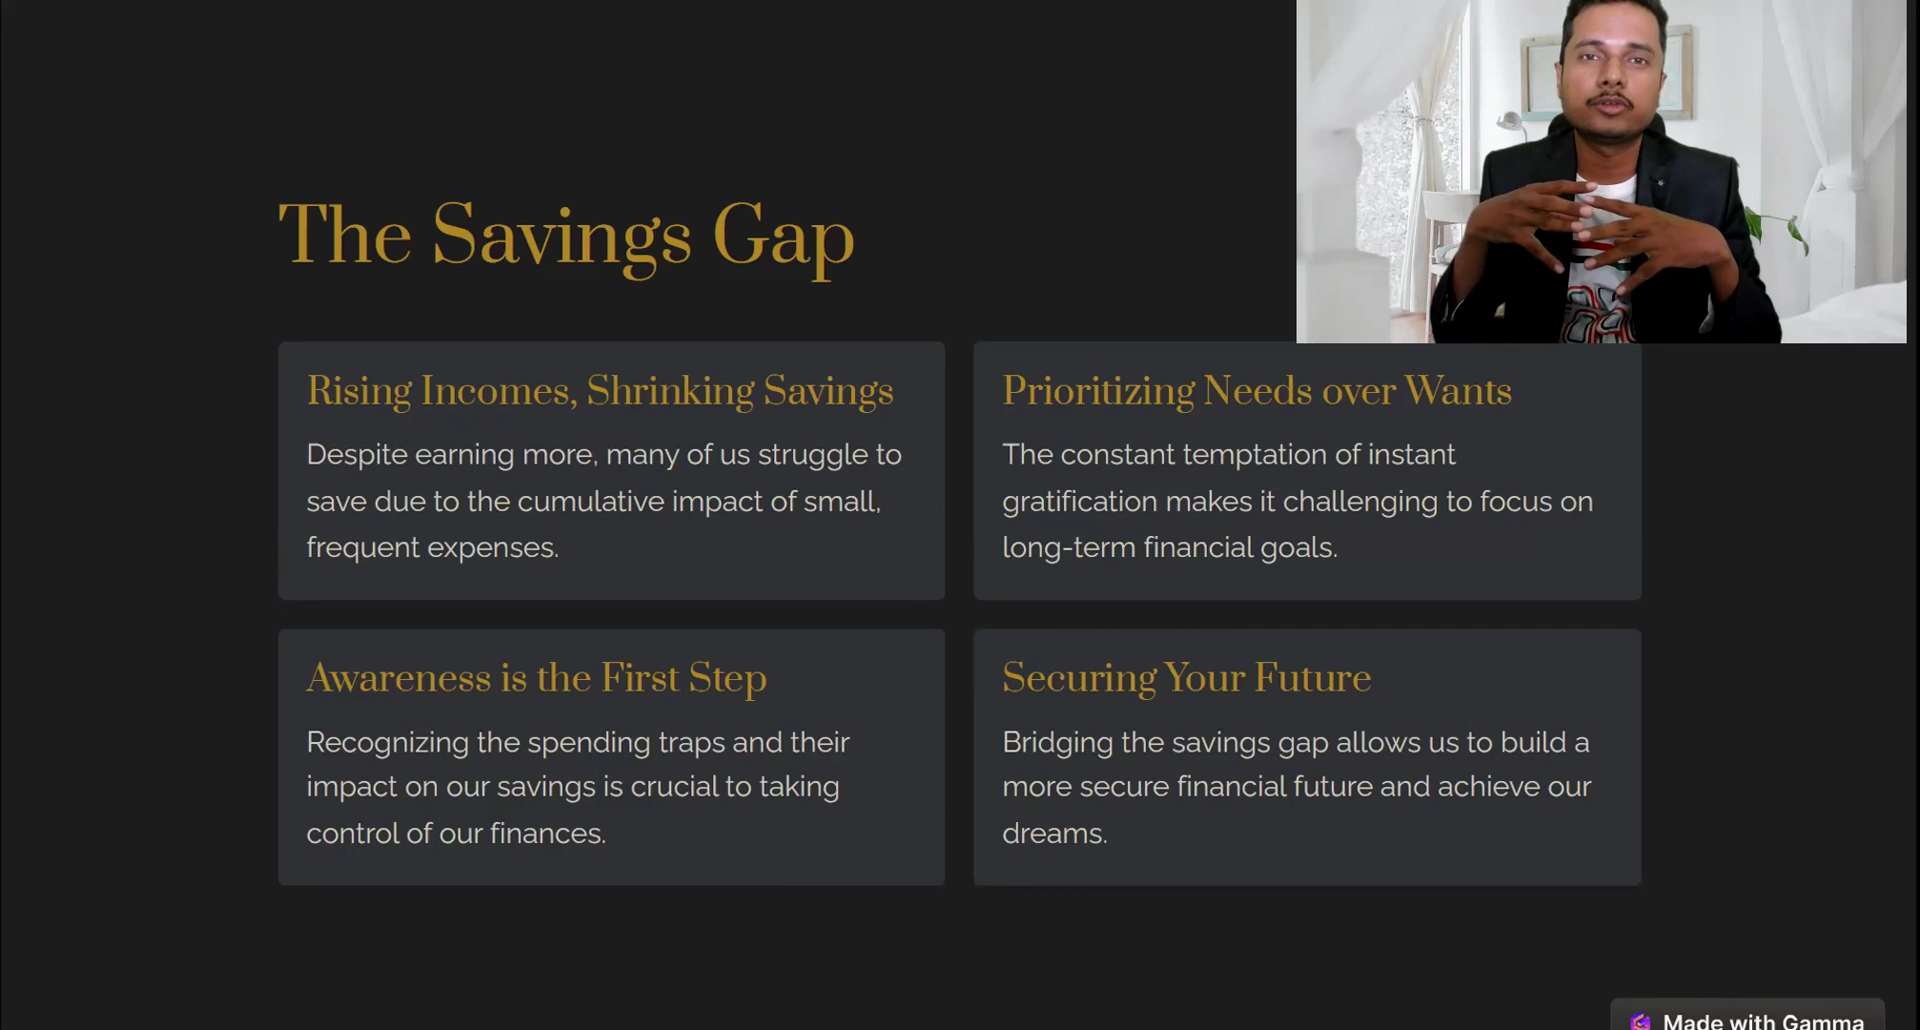 The Savings Gap
Rising Incomes, Shrinking Savings
Despite earning more, many of us struggle to
save due to the cumulative impact of small,
frequent expenses.
Prioritizing Needs over Wants
The constant temptation of instant
gratification makes it challenging to focus on
long-term financial goals.
Awareness is the First Step
Recognizing the spending traps and their
impact on our savings is crucial to taking
control of our finances.
Securing Your Future
Bridging the savings gap allows us to build a
more secure financial future and achieve our
dreams.
Made with Gamma